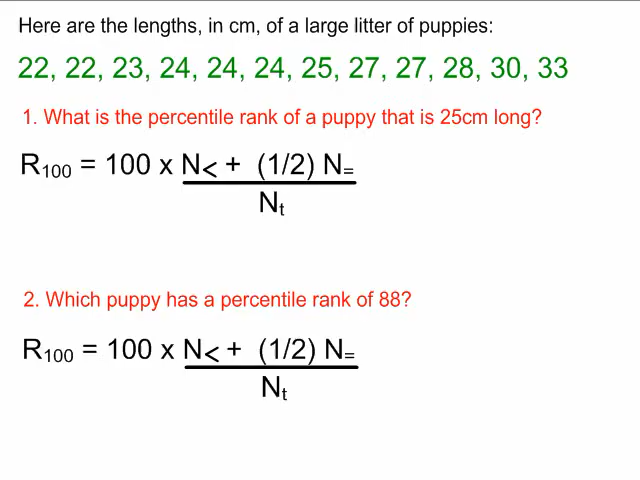 Here are the lengths, in cm, of a large litter of puppies:
22, 22, 23, 24, 24, 24, 25, 27, 27, 28, 30, 33
1. What is the percentile rank of a puppy that is 25cm long?
R₁₀₀ = 100 x N< + (1/2) N=
Nt
2. Which puppy has a percentile rank of 88?
R₁₀₀ = 100 x N< + (1/2) N=
Nt